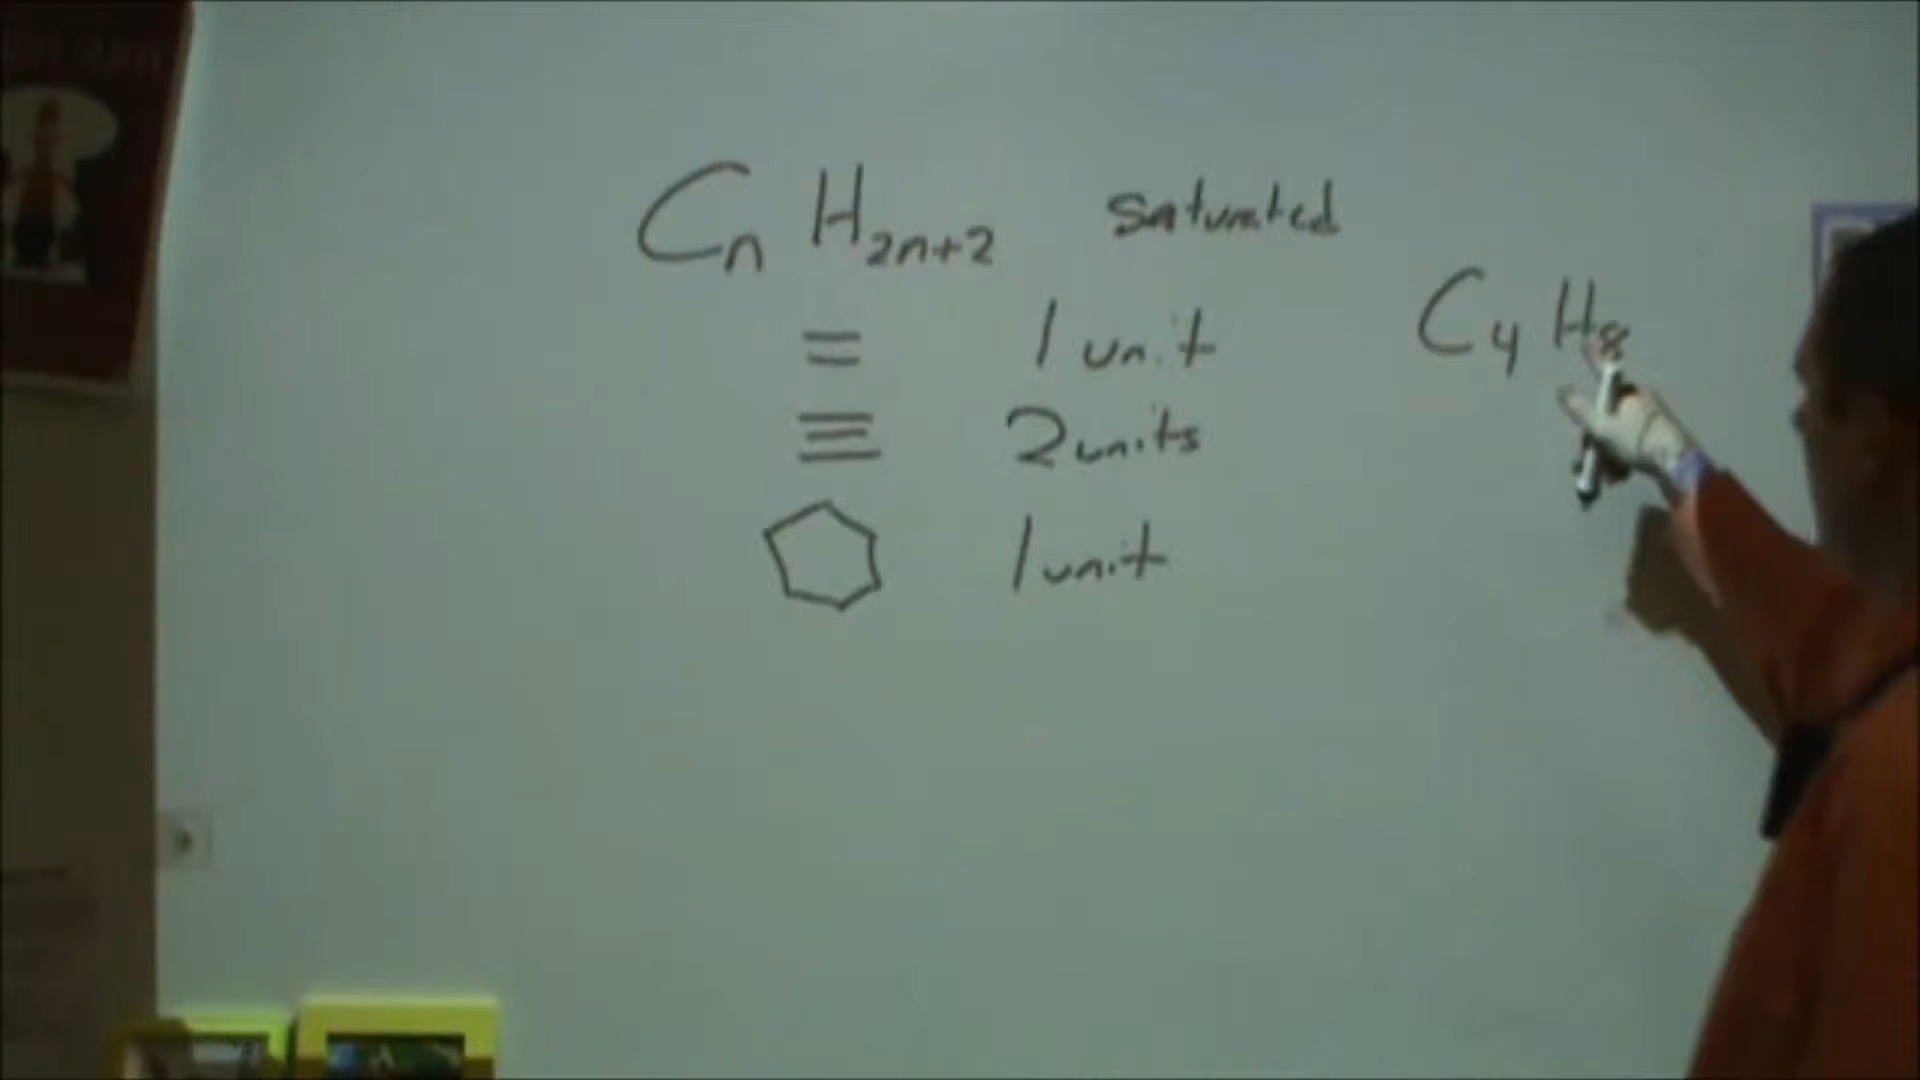 CₙH₂ₙ₊₂ saturated
= 1 unit
≡ 2 units
1 unit
C₄H₈